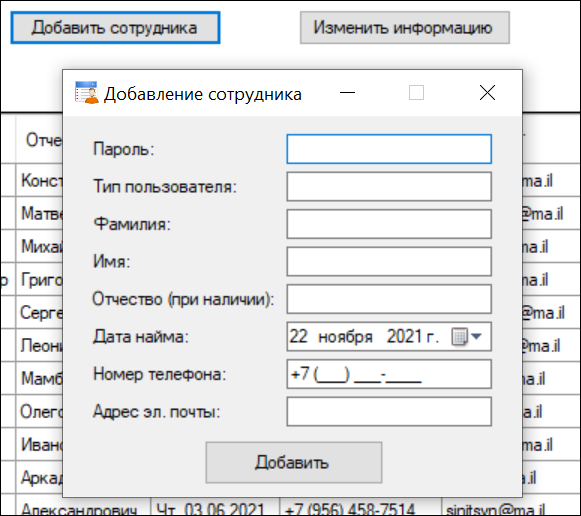 Добавить сотрудника Изменить информацию
Добавление сотрудника
Отче
Пароль:
Конст ma.il
Тип пользователя:
Матве @ma.il
Фамилия:
Михай ma.il
Имя:
р Григо ma.il
Отчество (при наличии):
Серге @ma.il
Дата найма: 22 ноября 2021 г.
Леони @ma.il
Номер телефона: +7 (___) ___-____
Мамб ma.il
Адрес эл. почты:
Олего ma.il
Ивано ma.il
Добавить
Аркад ma.il
Александрович Чт, 03.06.2021 +7 (956) 458-7514 sinitsyn@ma.il